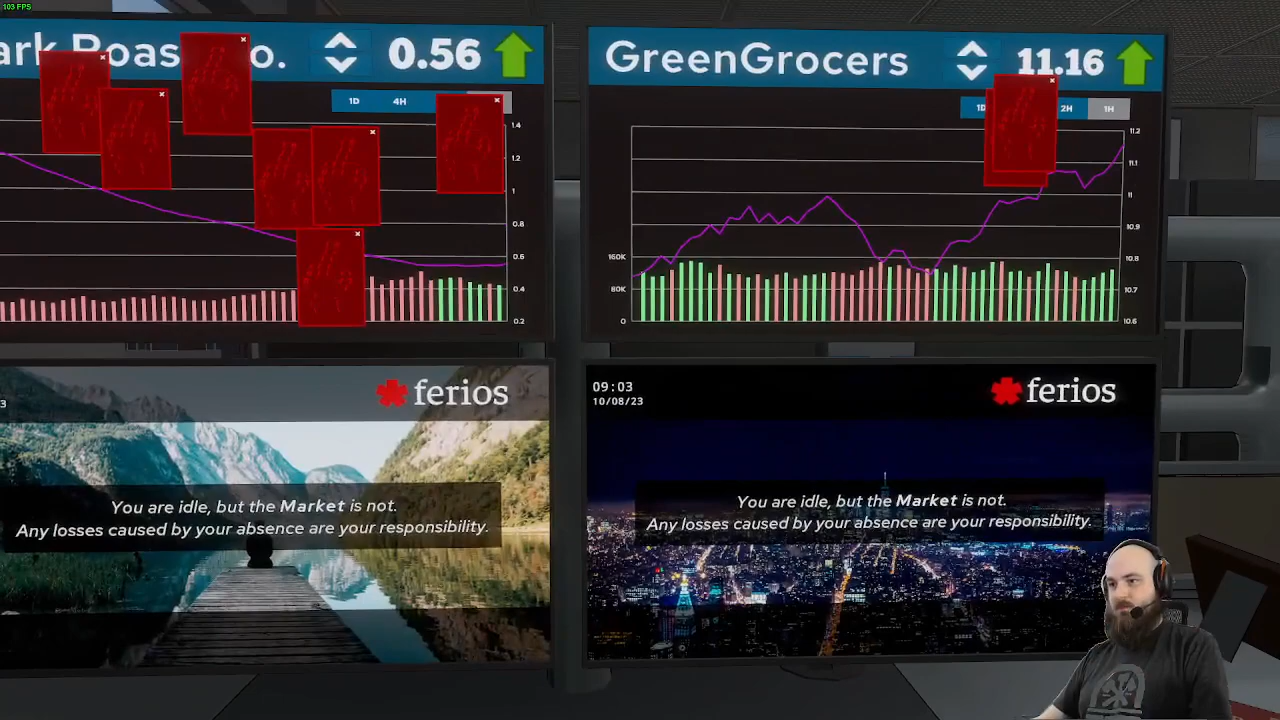 103 FPS
ark Roas o.
0.56
1D 4H
1.4
1.2
1
0.8
0.6
0.4
0.2
GreenGrocers
11.16
1D 2H 1H
11.2
11.1
11
10.9
10.8
10.7
10.6
160K
80K
0
3
ferios
You are idle, but the Market is not.
Any losses caused by your absence are your responsibility.
09:03
10/08/23
ferios
You are idle, but the Market is not.
Any losses caused by your absence are your responsibility.